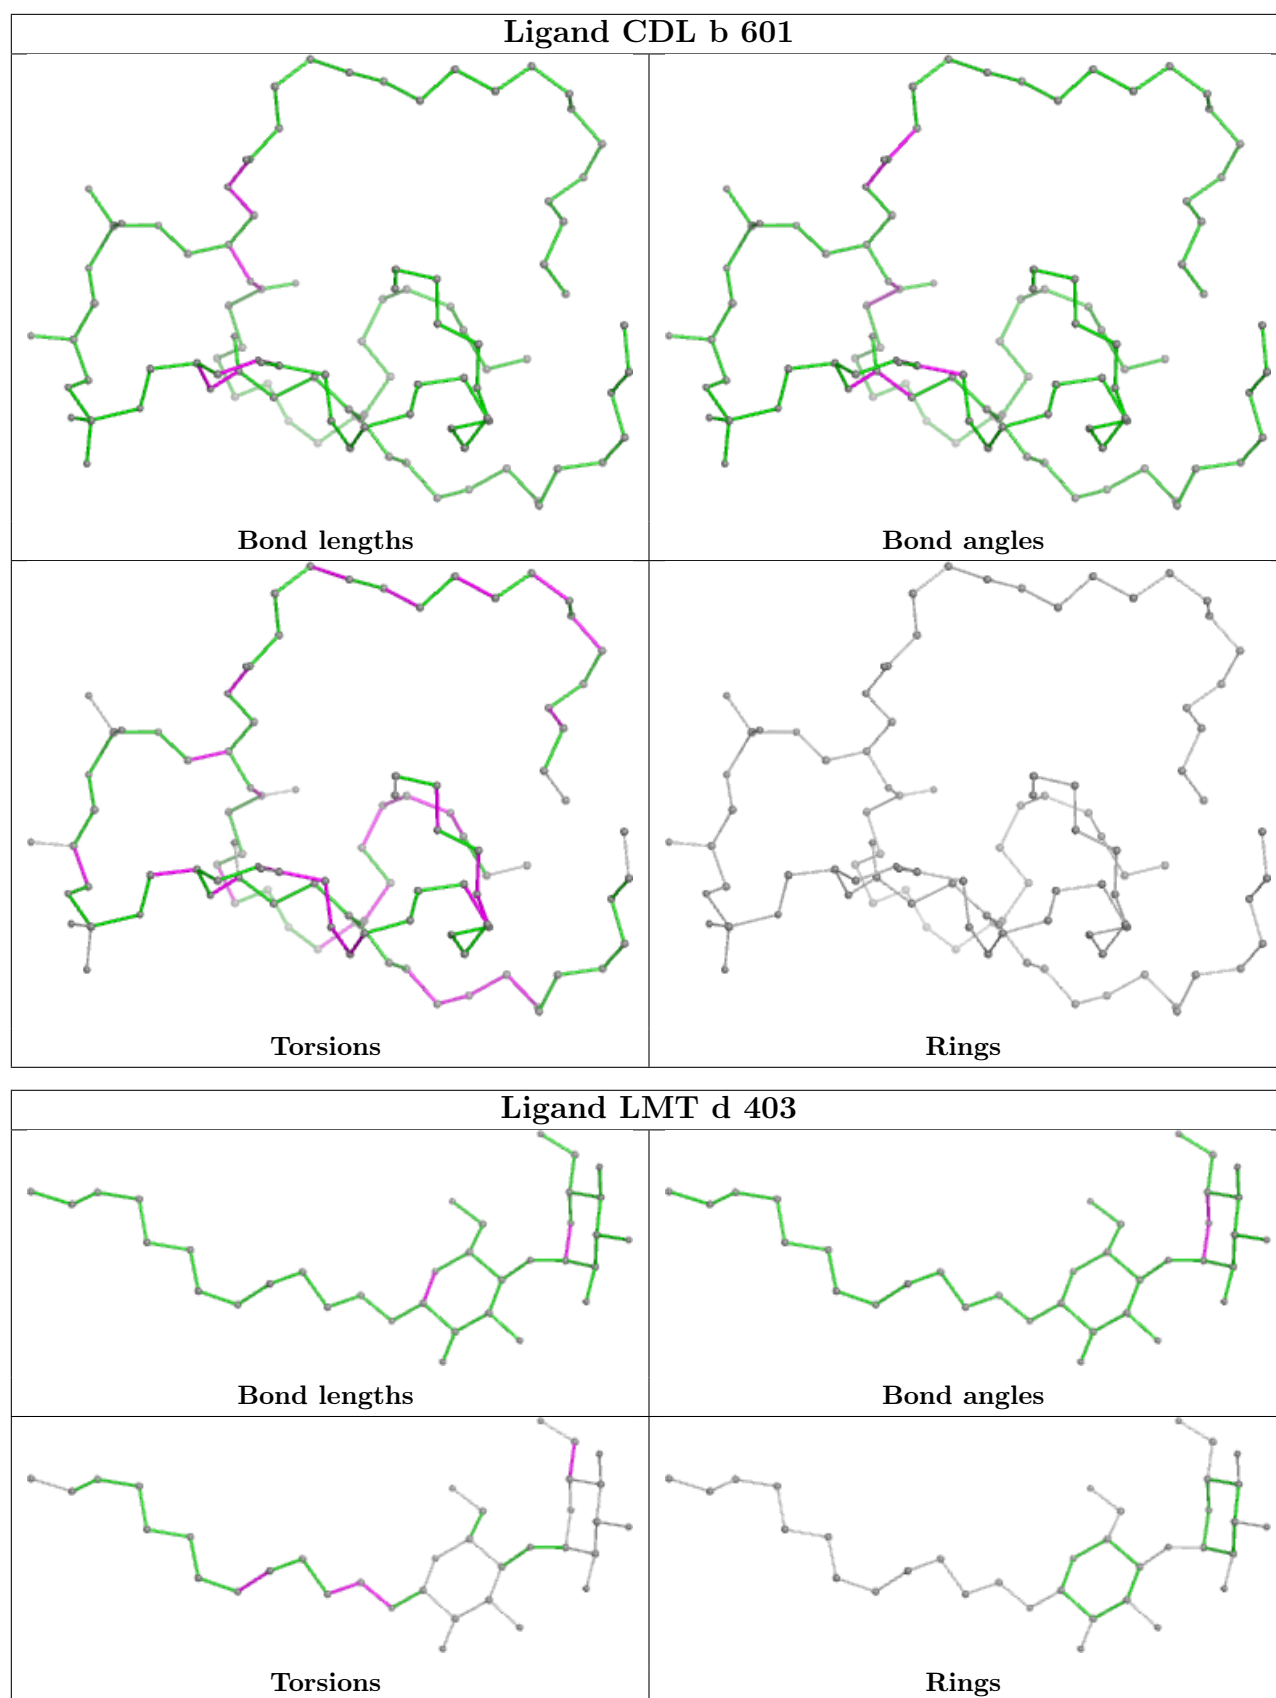 Ligand CDL b 601
Bond lengths
Bond angles
Torsions
Rings
Ligand LMT d 403
Bond lengths
Bond angles
Torsions
Rings